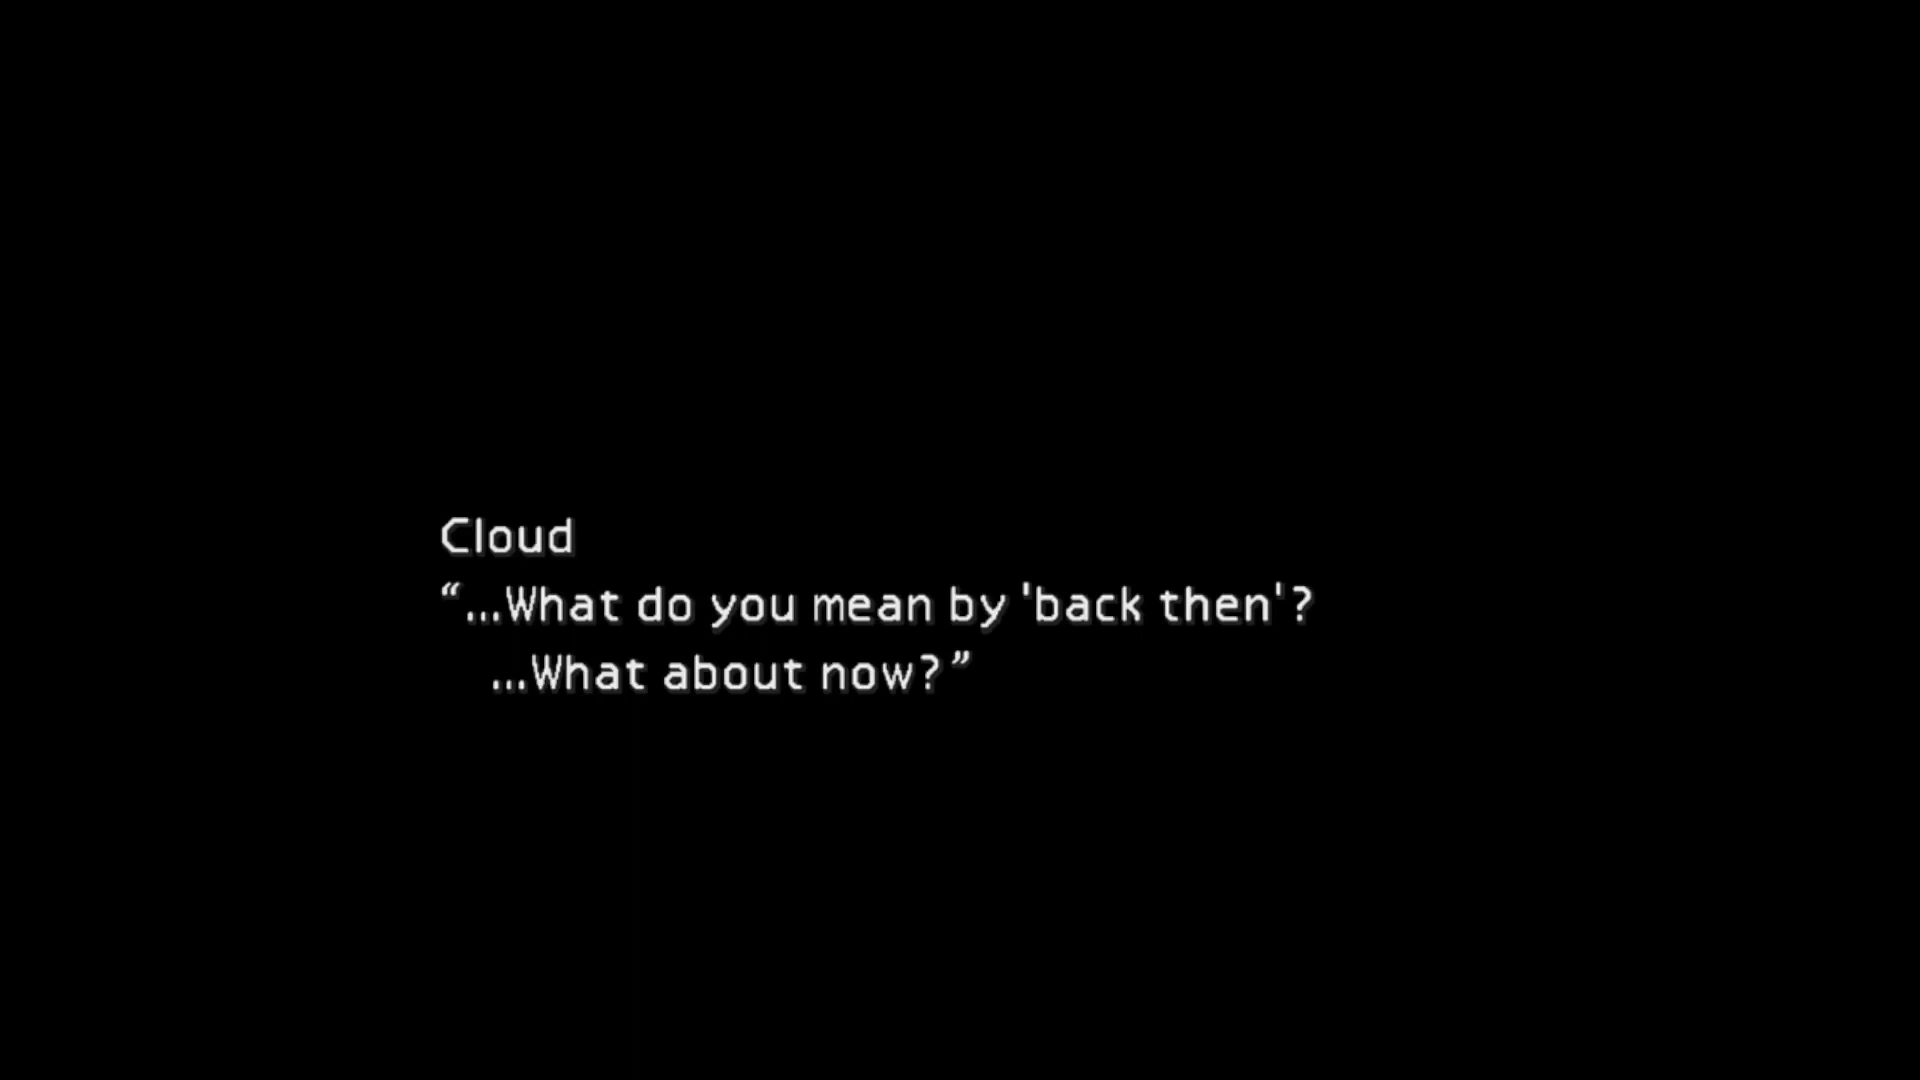 Cloud
“...What do you mean by 'back then'?
...What about now?”